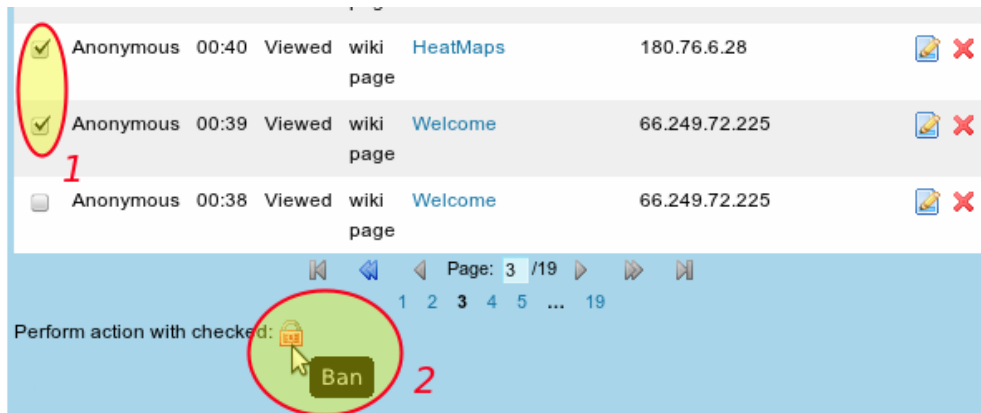 Anonymous 00:40 Viewed wiki HeatMaps 180.76.6.28
page
Anonymous 00:39 Viewed wiki Welcome 66.249.72.225
page
1
Anonymous 00:38 Viewed wiki Welcome 66.249.72.225
page
Page: 3 /19
1 2 3 4 5 ... 19
Perform action with checked:
Ban
2